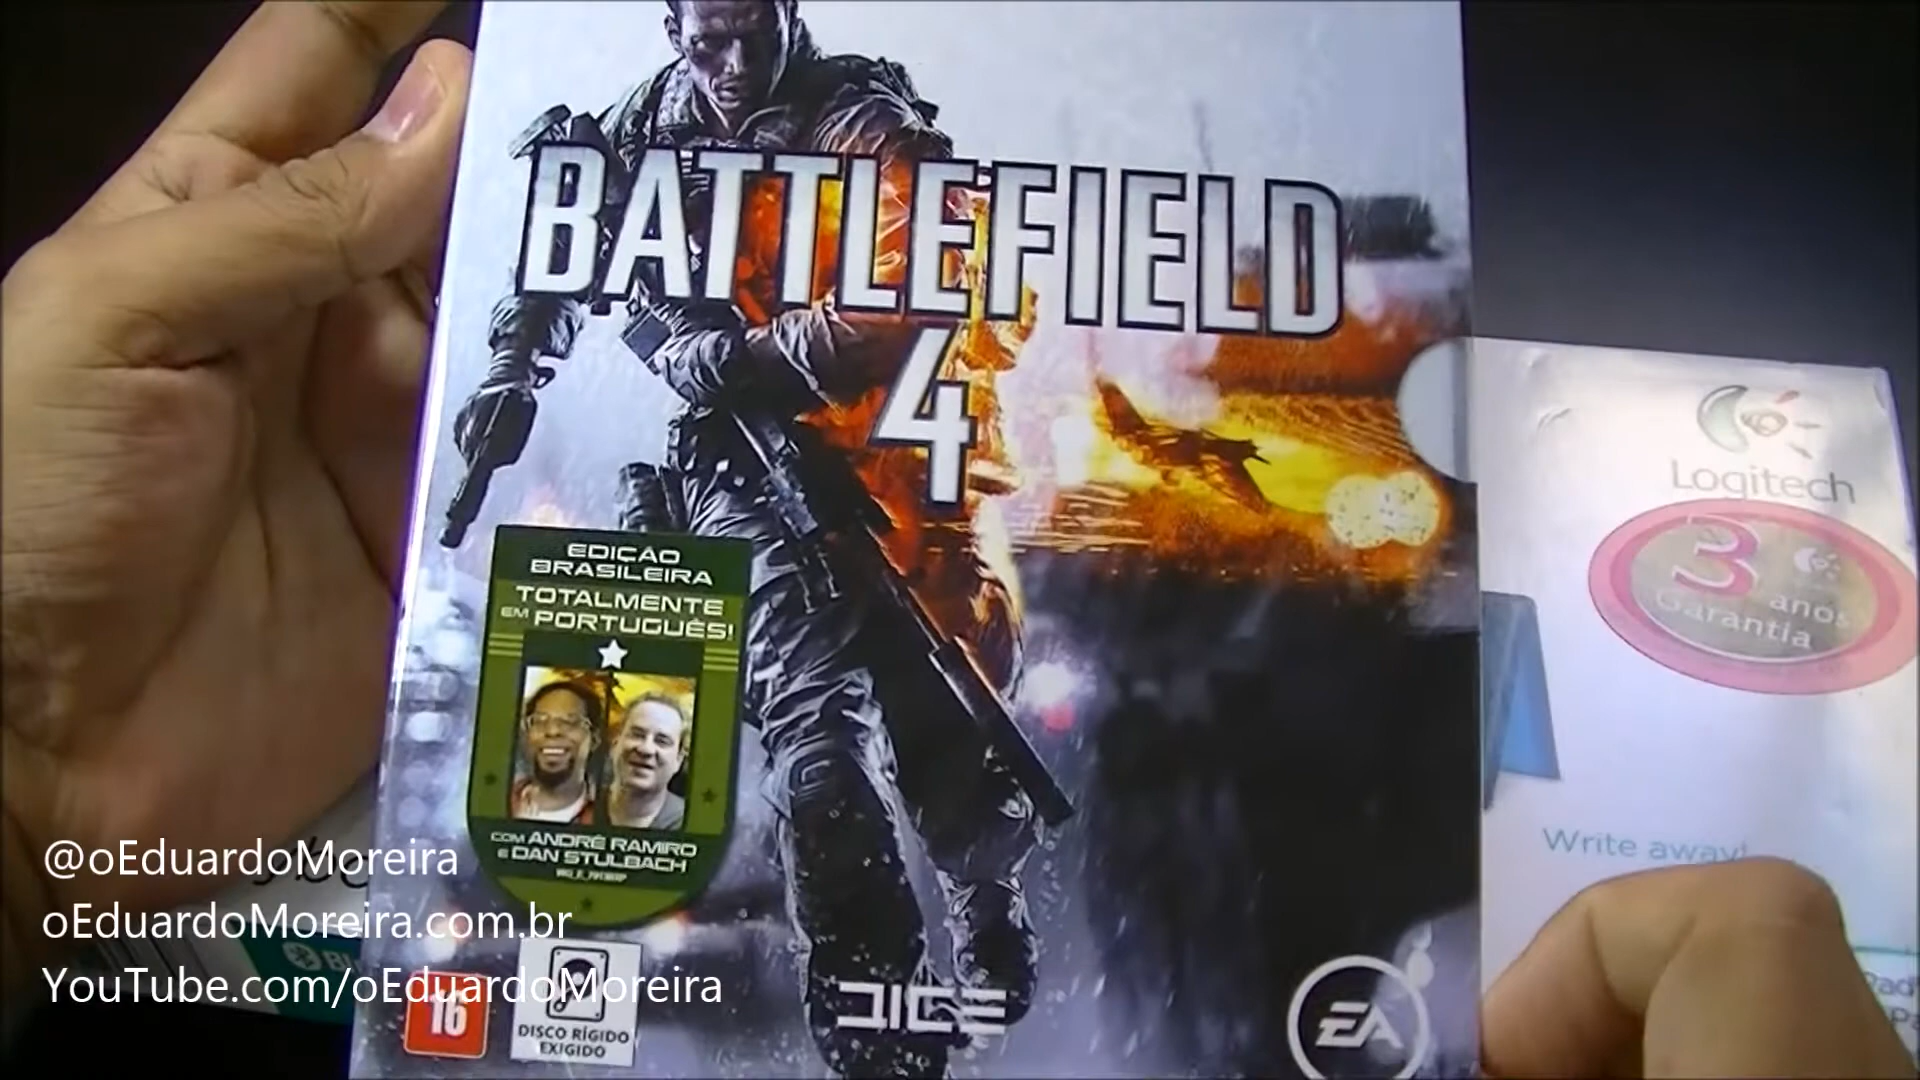 BATTLEFIELD
4
EDIÇÃO
BRASILEIRA
TOTALMENTE
EM PORTUGUÊS!
COM ANDRÉ RAMIRO
E DAN STULBACH
16
DISCO RÍGIDO
EXIGIDO
DICE
EA
Logitech
3 anos
Garantia
Write away!
@oEduardoMoreira
oEduardoMoreira.com.br
YouTube.com/oEduardoMoreira